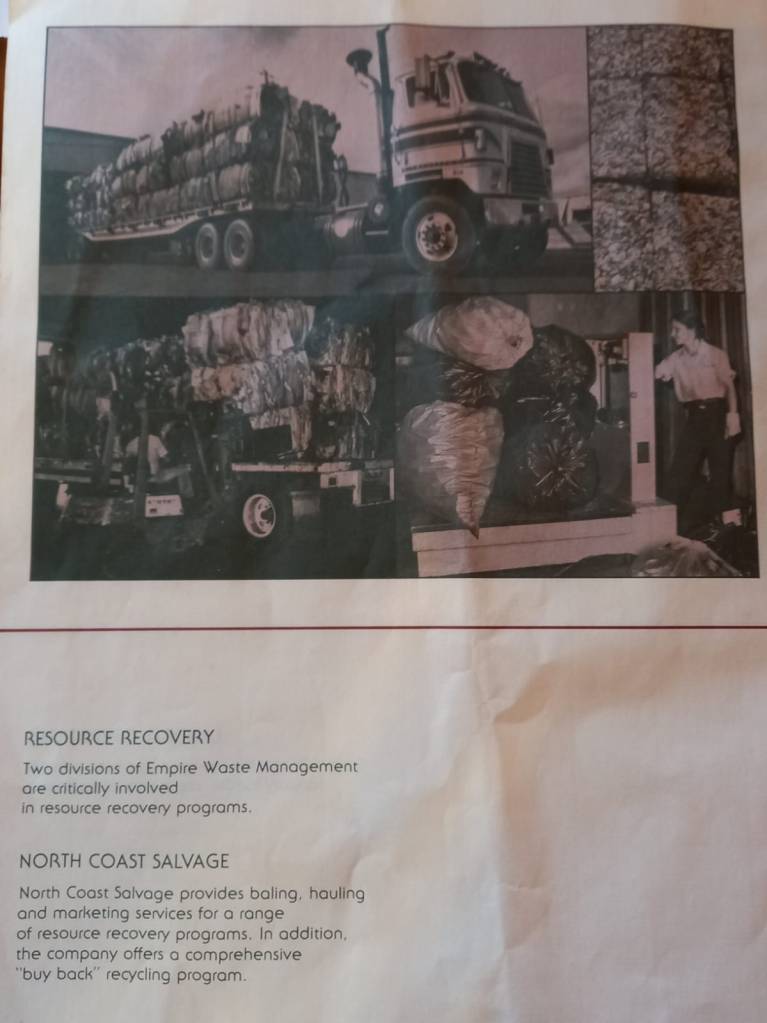 RESOURCE RECOVERY
Two divisions of Empire Waste Management
are critically involved
in resource recovery programs.
NORTH COAST SALVAGE
North Coast Salvage provides baling, hauling
and marketing services for a range
of resource recovery programs. In addition,
the company offers a comprehensive
"buy back" recycling program.